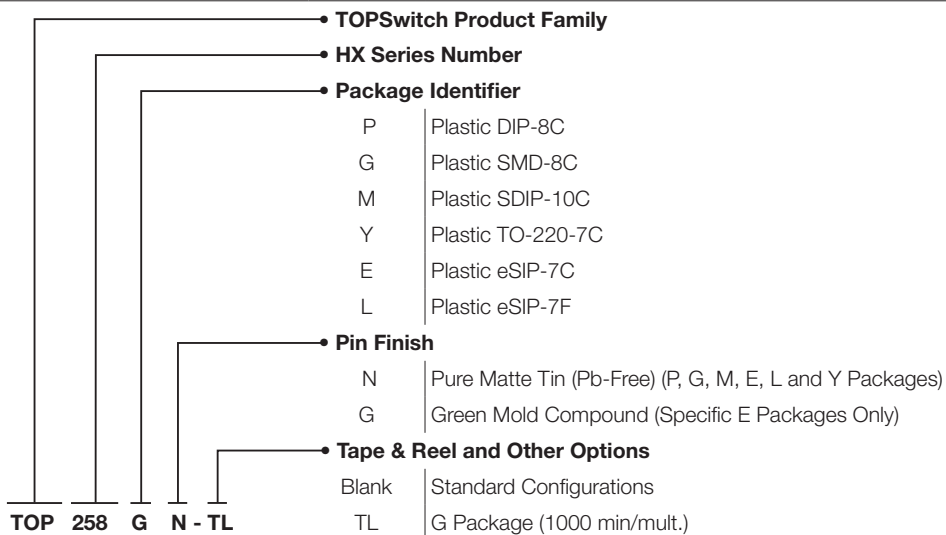 TOPSwitch Product Family
HX Series Number
Package Identifier
P Plastic DIP-8C
G Plastic SMD-8C
M Plastic SDIP-10C
Y Plastic TO-220-7C
E Plastic eSIP-7C
L Plastic eSIP-7F
Pin Finish
N Pure Matte Tin (Pb-Free) (P, G, M, E, L and Y Packages)
G Green Mold Compound (Specific E Packages Only)
Tape & Reel and Other Options
Blank Standard Configurations
TOP 258 G N - TL TL G Package (1000 min/mult.)